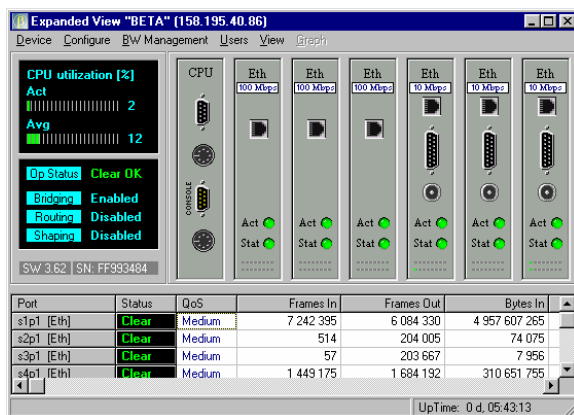 Expanded View "BETA" (158.195.40.86)
Device Configure BW Management Users View Graph
CPU utilization [%]
Act
2
Avg
12
Op Status Clear OK
Bridging Enabled
Routing Disabled
Shaping Disabled
SW 3.62 SN: FF993484
CPU
CONSOLE
Eth Eth Eth Eth Eth Eth
100 Mbps 100 Mbps 100 Mbps 10 Mbps 10 Mbps 10 Mbps
Act Act Act Act Act Act
Stat Stat Stat Stat Stat Stat
Port Status QoS Frames In Frames Out Bytes In
s1p1 [Eth] Clear Medium 7 242 395 6 084 330 4 957 607 265
s2p1 [Eth] Clear Medium 514 204 005 74 075
s3p1 [Eth] Clear Medium 57 203 667 7 956
s4p1 [Eth] Clear Medium 1 449 175 1 684 192 310 651 755
UpTime: 0 d, 05:43:13